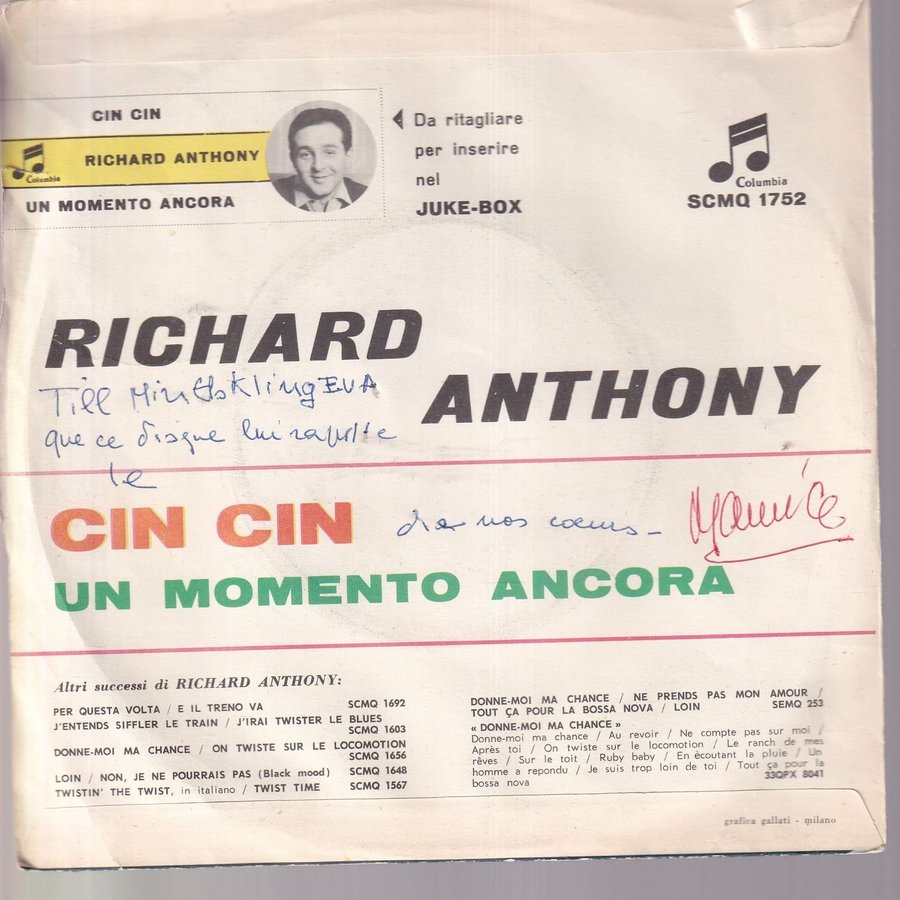 CIN CIN
Columbia
RICHARD ANTHONY
UN MOMENTO ANCORA
Da ritagliare
per inserire
nel
JUKE-BOX
Columbia
SCMQ 1752
RICHARD
ANTHONY
Till EVA
que ce disque lui
le
CIN CIN
nos cœurs
UN MOMENTO ANCORA
Altri successi di RICHARD ANTHONY:
PER QUESTA VOLTA / E IL TRENO VA SCMQ 1692
J'ENTENDS SIFFLER LE TRAIN / J'IRAI TWISTER LE BLUES
SCMQ 1603
DONNE-MOI MA CHANCE / ON TWISTE SUR LE LOCOMOTION
SCMQ 1656
LOIN / NON, JE NE POURRAIS PAS (Black mood) SCMQ 1648
TWISTIN' THE TWIST, in italiano / TWIST TIME SCMQ 1567
DONNE-MOI MA CHANCE / NE PRENDS PAS MON AMOUR /
TOUT ÇA POUR LA BOSSA NOVA / LOIN SEMQ 253
« DONNE-MOI MA CHANCE »
Donne-moi ma chance / Au revoir / Ne compte pas sur moi /
Après toi / On twiste sur le locomotion / Le ranch de mes
rêves / Sur le toit / Ruby baby / En écoutant la pluie / Un
homme a repondu / Je suis trop loin de toi / Tout ça pour la
bossa nova 33QPX 8041
grafica gallati - milano